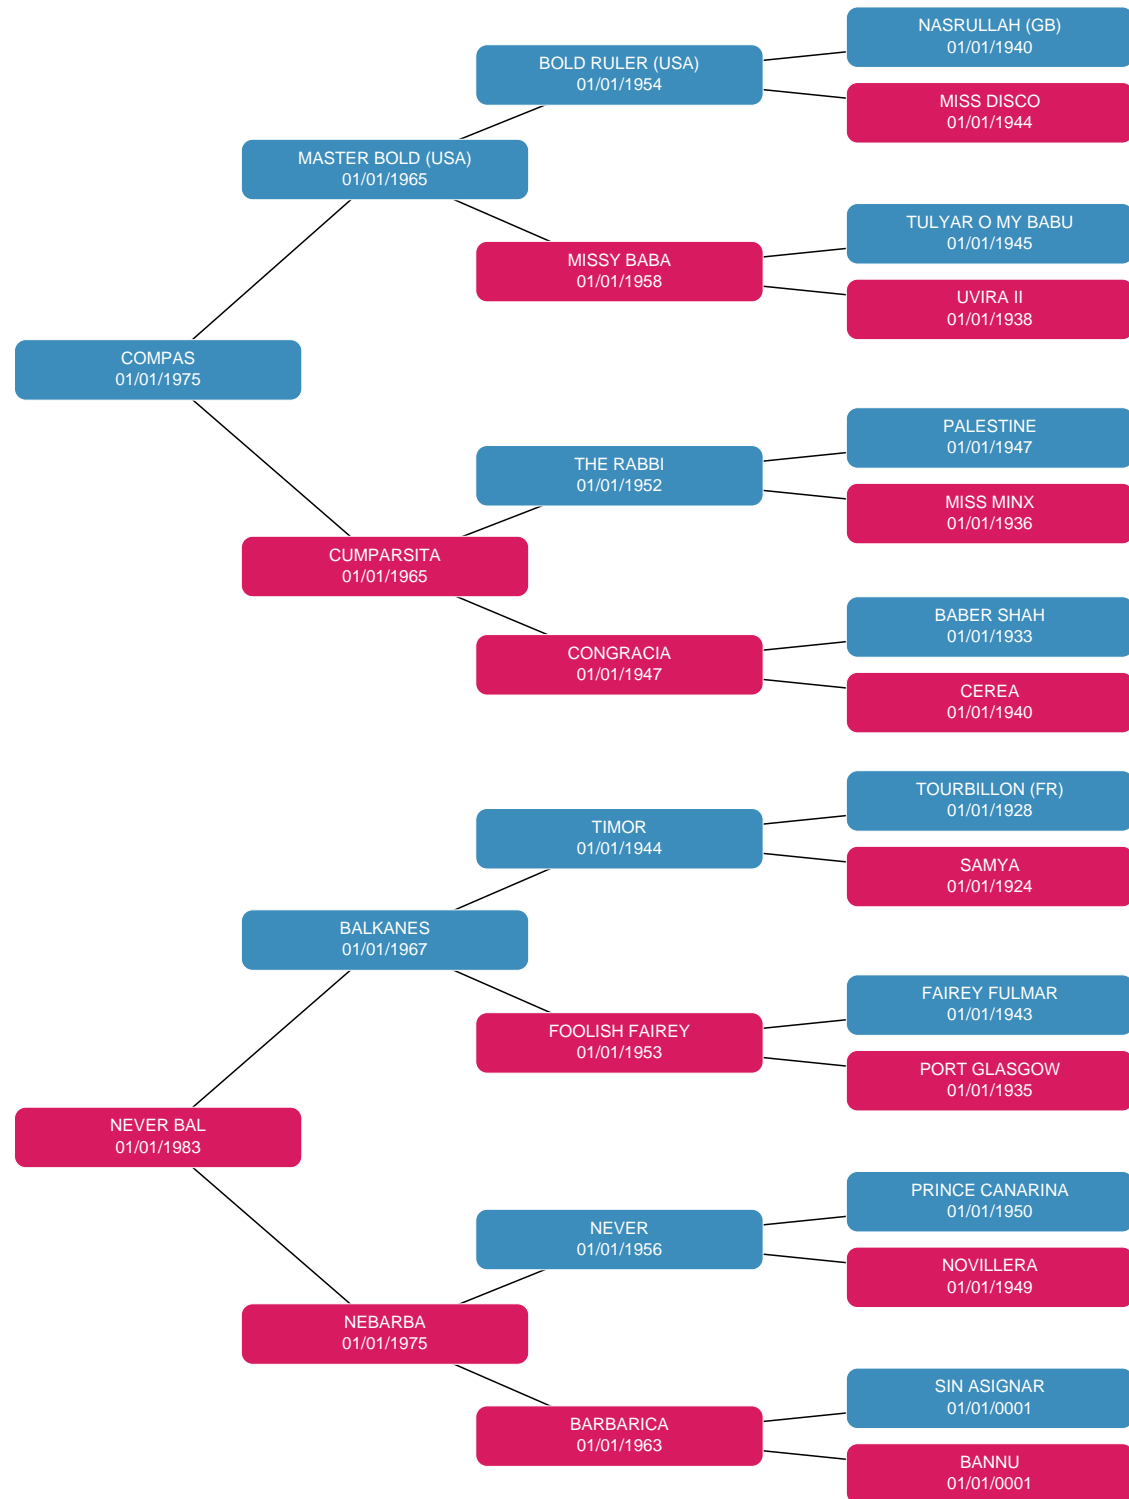 NASRULLAH (GB)
01/01/1940
BOLD RULER (USA)
01/01/1954
MISS DISCO
01/01/1944
MASTER BOLD (USA)
01/01/1965
TULYAR O MY BABU
01/01/1945
MISSY BABA
01/01/1958
UVIRA II
01/01/1938
COMPAS
01/01/1975
PALESTINE
01/01/1947
THE RABBI
01/01/1952
MISS MINX
01/01/1936
CUMPARSITA
01/01/1965
BABER SHAH
01/01/1933
CONGRACIA
01/01/1947
CEREA
01/01/1940
TOURBILLON (FR)
01/01/1928
TIMOR
01/01/1944
SAMYA
01/01/1924
BALKANES
01/01/1967
FAIREY FULMAR
01/01/1943
FOOLISH FAIREY
01/01/1953
PORT GLASGOW
01/01/1935
NEVER BAL
01/01/1983
PRINCE CANARINA
01/01/1950
NEVER
01/01/1956
NOVILLERA
01/01/1949
NEBARBA
01/01/1975
SIN ASIGNAR
01/01/0001
BARBARICA
01/01/1963
BANNU
01/01/0001